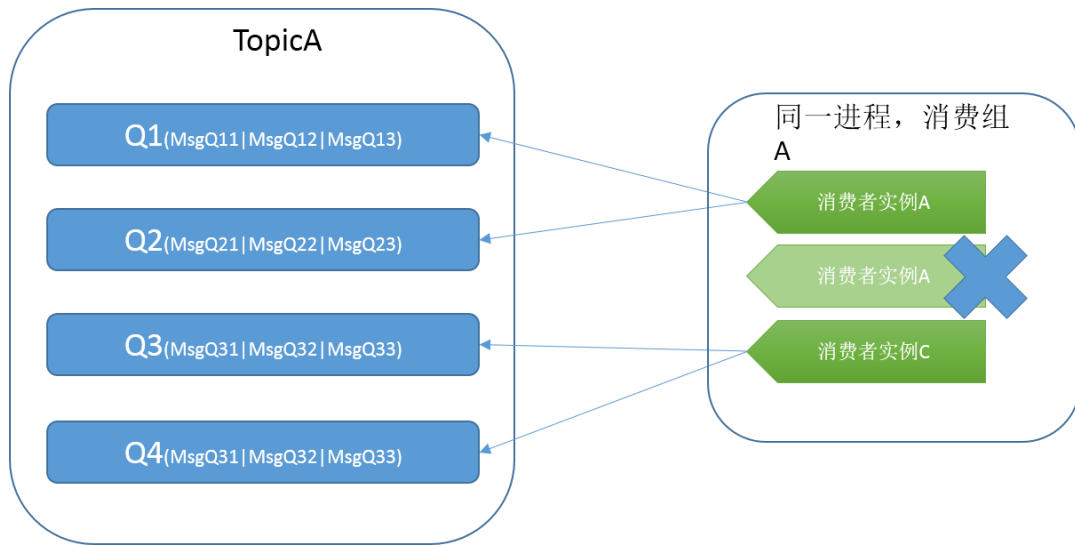 TopicA
Q1(MsgQ11|MsgQ12|MsgQ13)
Q2(MsgQ21|MsgQ22|MsgQ23)
Q3(MsgQ31|MsgQ32|MsgQ33)
Q4(MsgQ31|MsgQ32|MsgQ33)
同一进程，消费组
A
消费者实例A
消费者实例A
消费者实例C